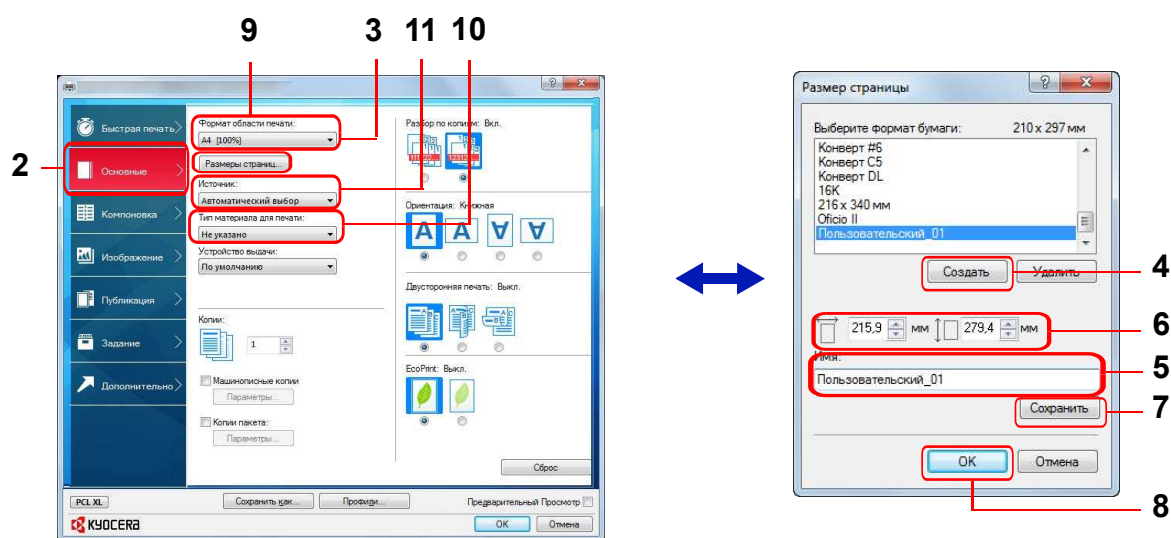 9 3 11 10
Быстрая печать
2
Основные
Компоновка
Изображение
Публикация
Задание
Дополнительно
Формат области печати:
A4 [100%]
Размеры страниц...
Источник:
Автоматический выбор
Тип материала для печати:
Не указано
Устройство выдачи:
По умолчанию
Копии:
1
Машинописные копии
Параметры...
Копии пакета:
Параметры...
Разбор по копиям: Вкл.
Ориентация: Книжная
A A A A
Двусторонняя печать: Выкл.
EcoPrint: Выкл.
Сброс
PCL XL
Сохранить как...
Профили...
Предварительный Просмотр
KYOCERA
OK
Отмена
Размер страницы
Выберите формат бумаги: 210 x 297 мм
Конверт #6
Конверт C5
Конверт DL
16K
216 x 340 мм
Oficio II
Пользовательский_01
Создать
Удалить
4
215,9 мм 279,4 мм
6
Имя:
Пользовательский_01
5
Сохранить
7
OK
Отмена
8